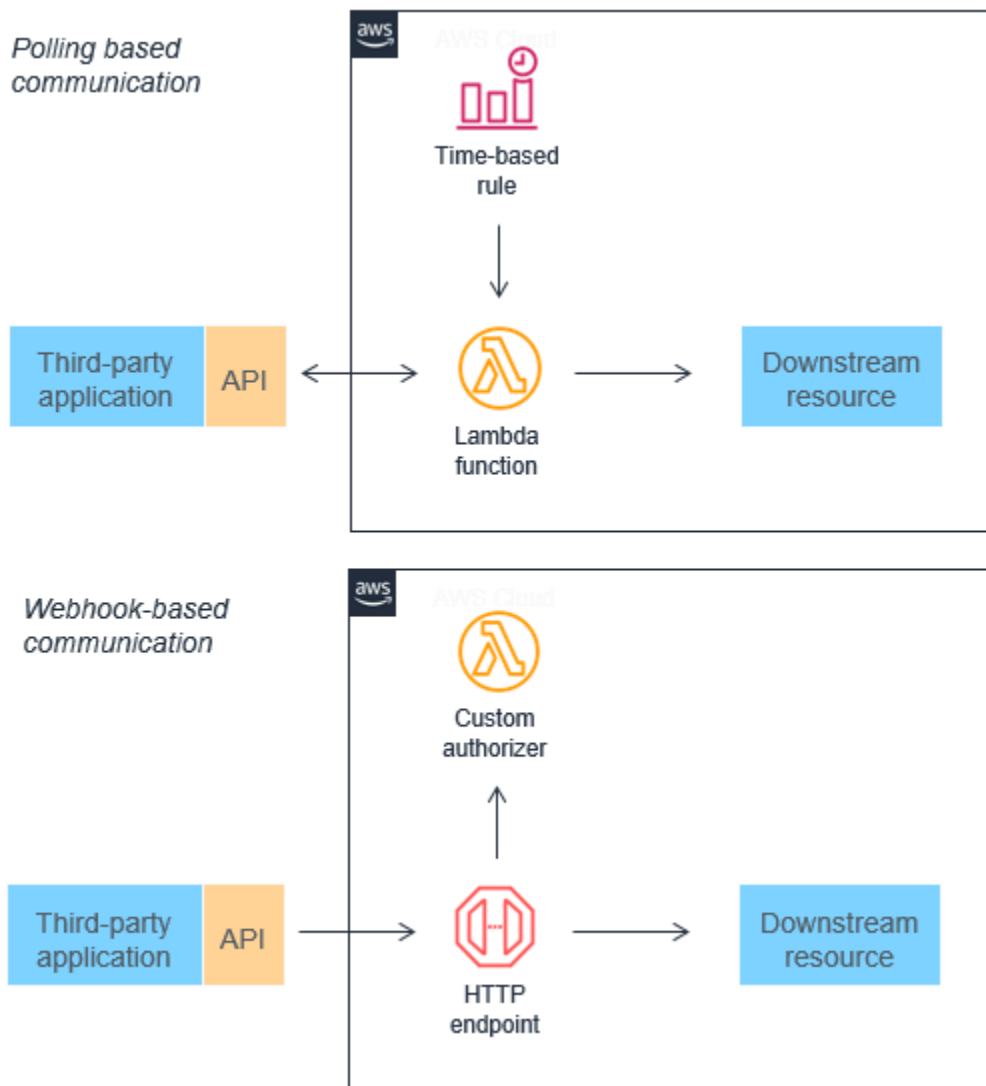 Polling based
communication
aws
AWS Cloud
Time-based
rule
Third-party
application
API
Lambda
function
Downstream
resource
Webhook-based
communication
aws
AWS Cloud
Custom
authorizer
Third-party
application
API
HTTP
endpoint
Downstream
resource